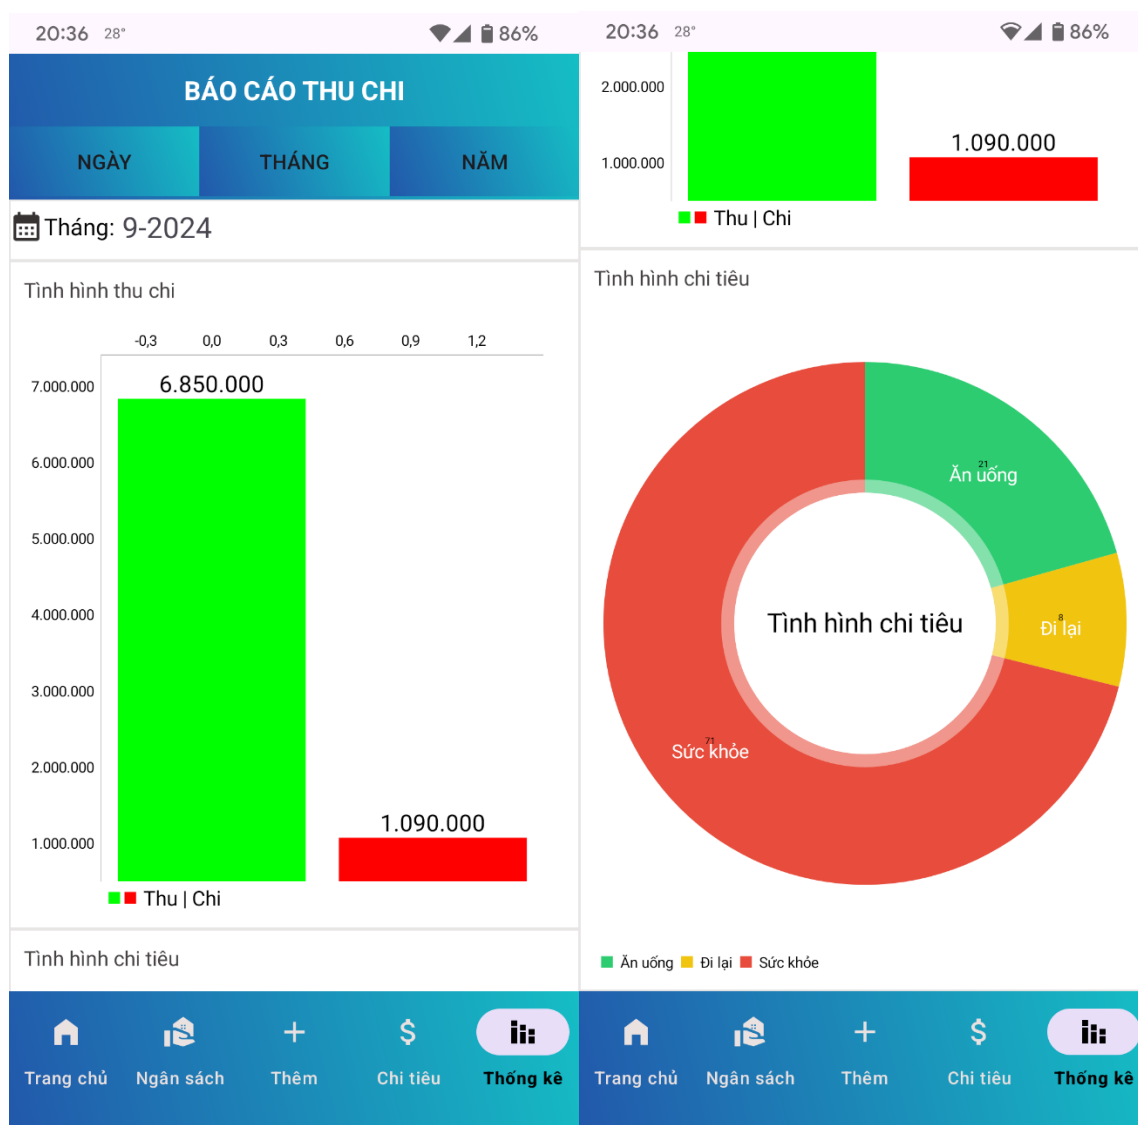 20:36 28° 86%
BÁO CÁO THU CHI
NGÀY THÁNG NĂM
Tháng: 9-2024
Tình hình thu chi
-0,3 0,0 0,3 0,6 0,9 1,2
7.000.000
6.850.000
6.000.000
5.000.000
4.000.000
3.000.000
2.000.000
1.090.000
1.000.000
Thu | Chi
Tình hình chi tiêu
Trang chủ Ngân sách Thêm Chi tiêu Thống kê
20:36 28° 86%
2.000.000
1.090.000
1.000.000
Thu | Chi
Tình hình chi tiêu
21
Ăn uống
Tình hình chi tiêu
8
Đi lại
71
Sức khỏe
Ăn uống Đi lại Sức khỏe
Trang chủ Ngân sách Thêm Chi tiêu Thống kê